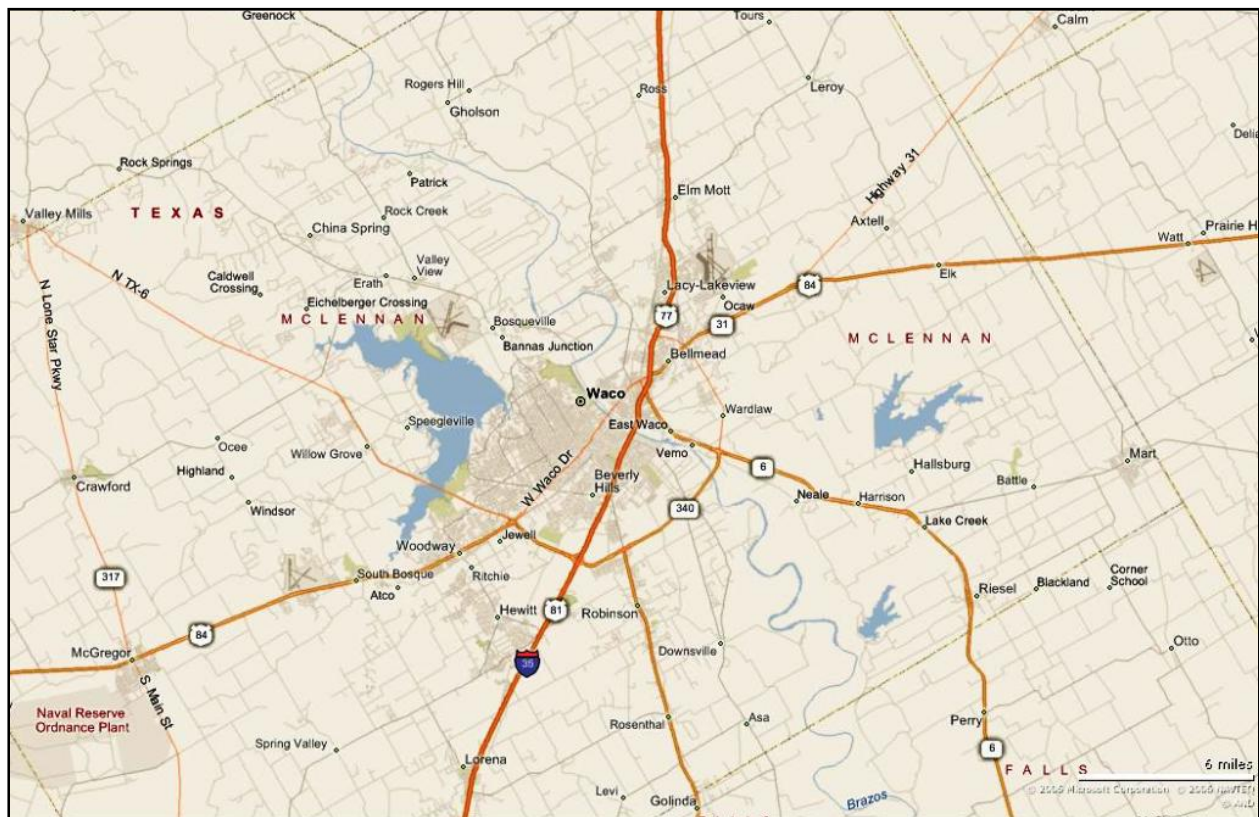 Greenock
Tours
Calm
Rogers Hill
Gholson
Ross
Leroy
Rock Springs
Patrick
Elm Mott
Highway 31
Valley Mills
TEXAS
Rock Creek
China Spring
Axtell
Prairie H
Watt
N TX-6
Valley
View
Caldwell
Crossing
Erath
Elk
84
Lacy-Lakeview
Ocaw
N Lone Star Pkwy
Eichelberger Crossing
MCLENNAN
Bosqueville
Bannas Junction
77
31
MCLENNAN
Bellmead
Waco
Wardlaw
Speegleville
East Waco
Ocee
Willow Grove
Verno
6
Mart
Highland
Crawford
W Waco Dr
Beverly
Hills
Hallsburg
Battle
Windsor
340
Neale
Harrison
Lake Creek
Woodway
Jewell
317
South Bosque
Atco
Ritchie
Riesel
Blackland
Corner
School
Hewitt
81
Robinson
84
McGregor
35
Downsville
Otto
S Main St
Naval Reserve
Ordnance Plant
Spring Valley
Rosenthal
Asa
Perry
6
Lorena
FALLS
6 miles
Levi
Golinda
Brazos
© 2006 Microsoft Corporation